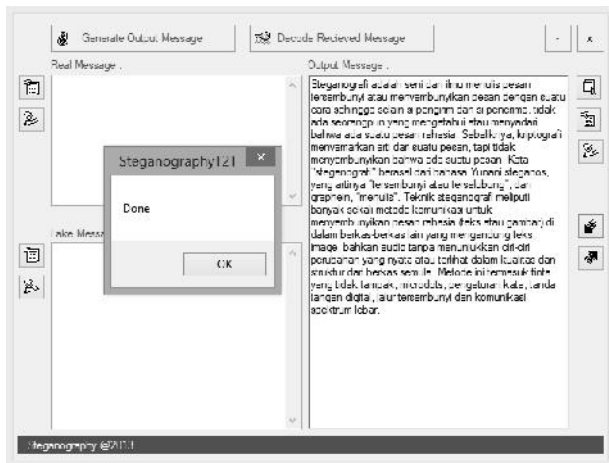 Generate Output Message
Decode Recieved Message
-
x
Real Message :
Output Message :
Steganografi adalah seni dan ilmu menulis pesan
tersembunyi atau menyembunyikan pesan dengan suatu
cara sehingga selain si pengirim dan si penerima, tidak
ada seorangpun yang mengetahui atau menyadari
bahwa ada suatu pesan rahasia. Sebaliknya, kriptografi
menyamarkan arti dari suatu pesan, tapi tidak
menyembunyikan bahwa ada suatu pesan. Kata
"steganografi" berasal dari bahasa Yunani steganos,
yang artinya "tersembunyi atau terselubung", dan
graphein, "menulis". Teknik steganografi meliputi
banyak sekali metode komunikasi untuk
menyembunyikan pesan rahasia (teks atau gambar) di
dalam berkas-berkas lain yang mengandung teks,
image, bahkan audio tanpa menunjukkan ciri-ciri
perubahan yang nyata atau terlihat dalam kualitas dan
struktur dari berkas semula. Metode ini termasuk tinta
yang tidak tampak, microdots, pengaturan kata, tanda
tangan digital, jalur tersembunyi dan komunikasi
spektrum lebar.
SteganographyT2T
×
Done
OK
Fake Messa
Steganography @2013